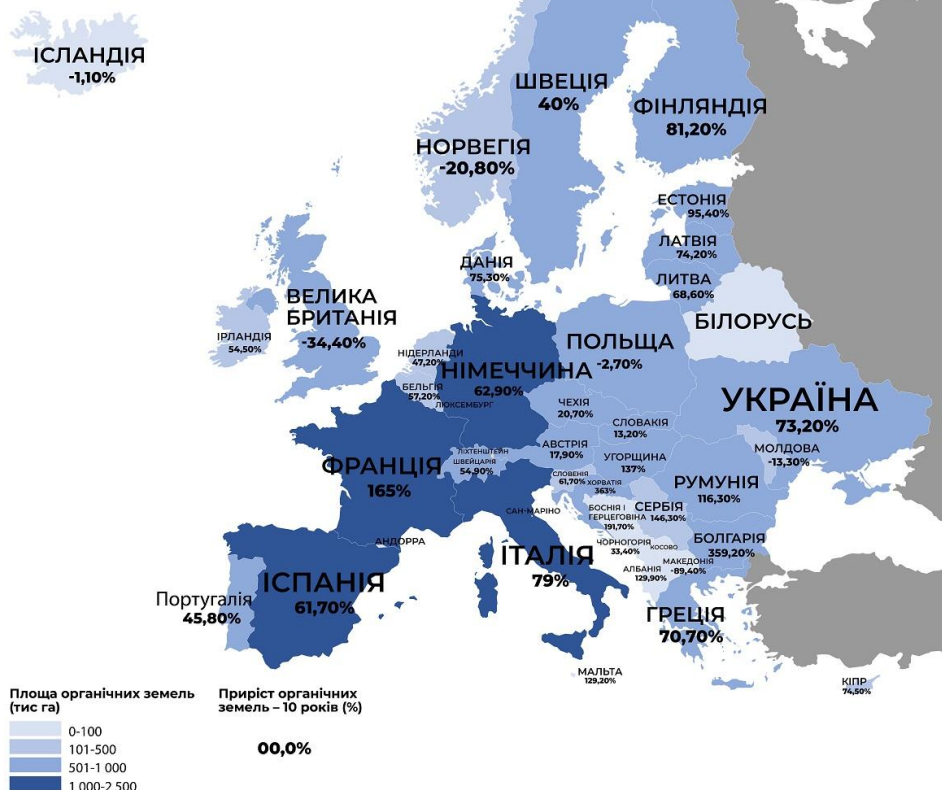 ІСЛАНДІЯ
-1,10%
ШВЕЦІЯ
40%
ФІНЛЯНДІЯ
81,20%
НОРВЕГІЯ
-20,80%
ЕСТОНІЯ
95,40%
ЛАТВІЯ
74,20%
ДАНІЯ
75,30%
ЛИТВА
68,60%
ВЕЛИКА
БРИТАНІЯ
-34,40%
БІЛОРУСЬ
ІРЛАНДІЯ
54,50%
ПОЛЬЩА
-2,70%
НІДЕРЛАНДИ
47,20%
НІМЕЧЧИНА
62,90%
БЕЛЬГІЯ
57,20%
ЛЮКСЕМБУРГ
УКРАЇНА
73,20%
ЧЕХІЯ
20,70%
СЛОВАКІЯ
13,20%
АВСТРІЯ
17,90%
МОЛДОВА
-13,30%
ЛІХТЕНШТЕЙН
ШВЕЙЦАРІЯ
54,90%
УГОРЩИНА
137%
ФРАНЦІЯ
165%
СЛОВЕНІЯ
61,70%
ХОРВАТІЯ
363%
РУМУНІЯ
116,30%
САН-МАРІНО
БОСНІЯ І
ГЕРЦЕГОВИНА
191,70%
СЕРБІЯ
146,30%
АНДОРРА
ЧОРНОГОРІЯ
33,40%
КОСОВО
БОЛГАРІЯ
359,20%
ІТАЛІЯ
79%
АЛБАНІЯ
129,90%
МАКЕДОНІЯ
-89,40%
ІСПАНІЯ
61,70%
Португалія
45,80%
ГРЕЦІЯ
70,70%
МАЛЬТА
129,20%
КІПР
74,50%
Площа органічних земель
(тис га)
0-100
101-500
501-1 000
1 000-2 500
Приріст органічних
земель – 10 років (%)
00,0%